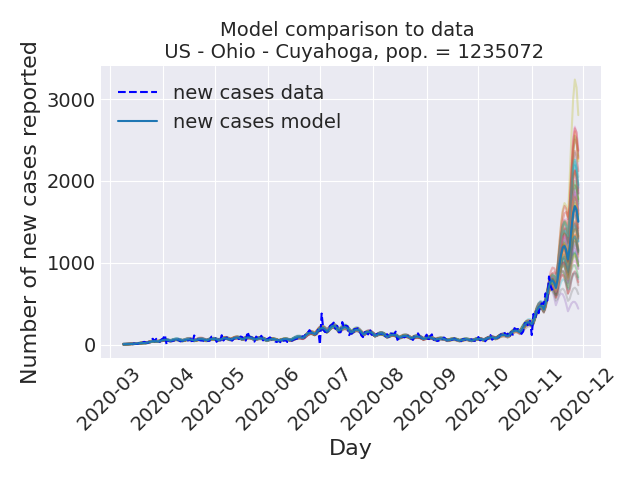 Model comparison to data
US - Ohio - Cuyahoga, pop. = 1235072
Number of new cases reported
3000
2000
1000
0
new cases data
new cases model
2020-03
2020-04
2020-05
2020-06
2020-07
2020-08
2020-09
2020-10
2020-11
2020-12
Day